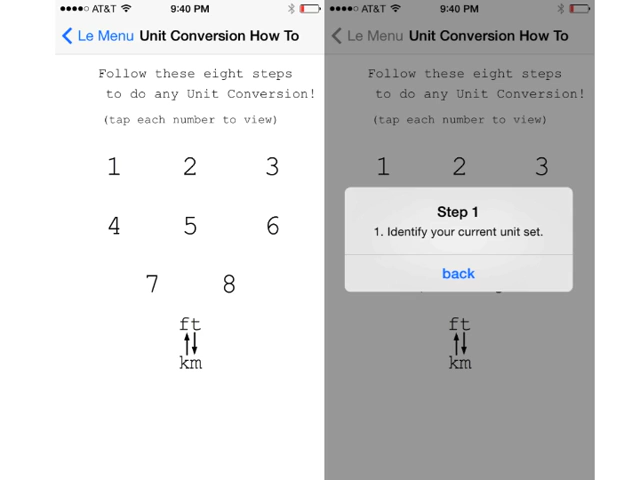 ●●●●○ AT&T 9:40 PM
Le Menu Unit Conversion How To
Follow these eight steps
to do any Unit Conversion!
(tap each number to view)
1 2 3
4 5 6
7 8
ft
km
●●●●○ AT&T 9:40 PM
Le Menu Unit Conversion How To
Follow these eight steps
to do any Unit Conversion!
(tap each number to view)
1 2 3
Step 1
1. Identify your current unit set.
back
ft
km